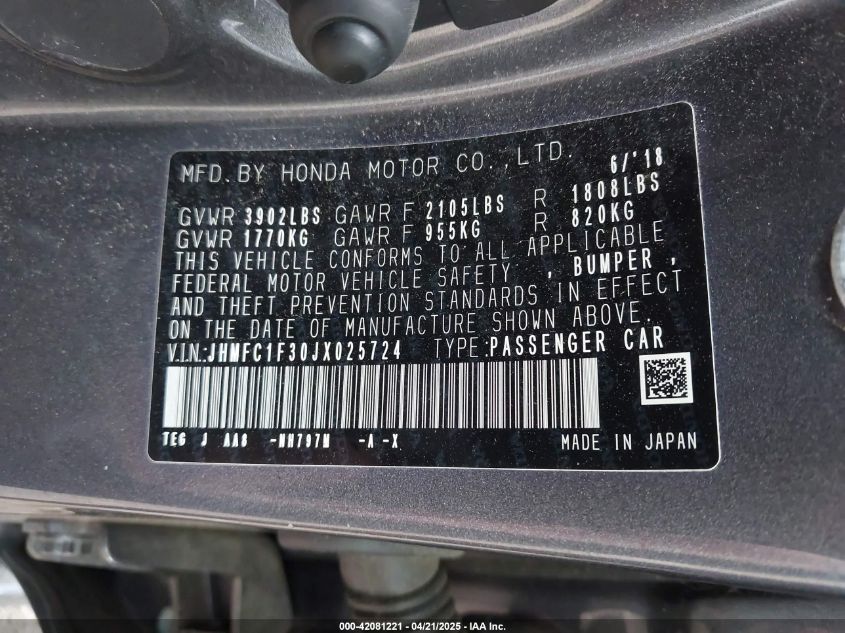 MFD. BY HONDA MOTOR CO., LTD. 6/'18
GVWR 3902LBS GAWR F 2105LBS R 1808LBS
GVWR 1770KG GAWR F 955KG R 820KG
THIS VEHICLE CONFORMS TO ALL APPLICABLE
FEDERAL MOTOR VEHICLE SAFETY , BUMPER ,
AND THEFT PREVENTION STANDARDS IN EFFECT
ON THE DATE OF MANUFACTURE SHOWN ABOVE.
V.I.N:JHMFC1F30JX025724 TYPE:PASSENGER CAR
TEG J AA8 -NH797M -A -X MADE IN JAPAN
000-42081221 - 04/21/2025 - IAA Inc.